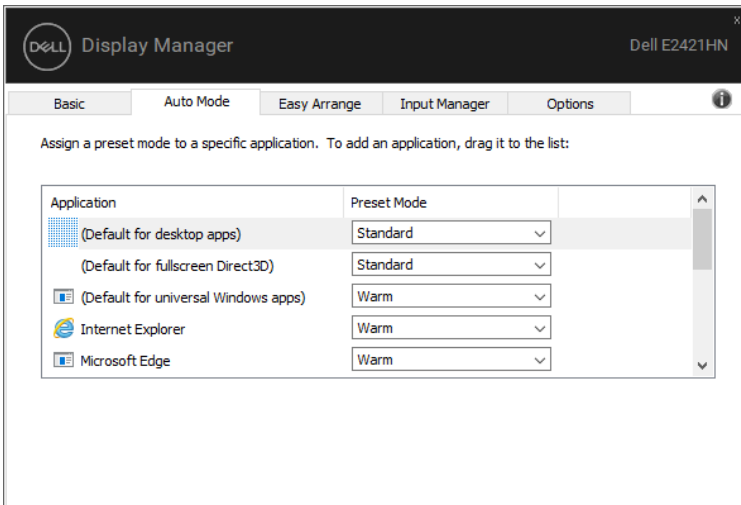 x
DELL Display Manager Dell E2421HN
Basic Auto Mode Easy Arrange Input Manager Options i
Assign a preset mode to a specific application. To add an application, drag it to the list:
Application Preset Mode
(Default for desktop apps) Standard
(Default for fullscreen Direct3D) Standard
(Default for universal Windows apps) Warm
Internet Explorer Warm
Microsoft Edge Warm